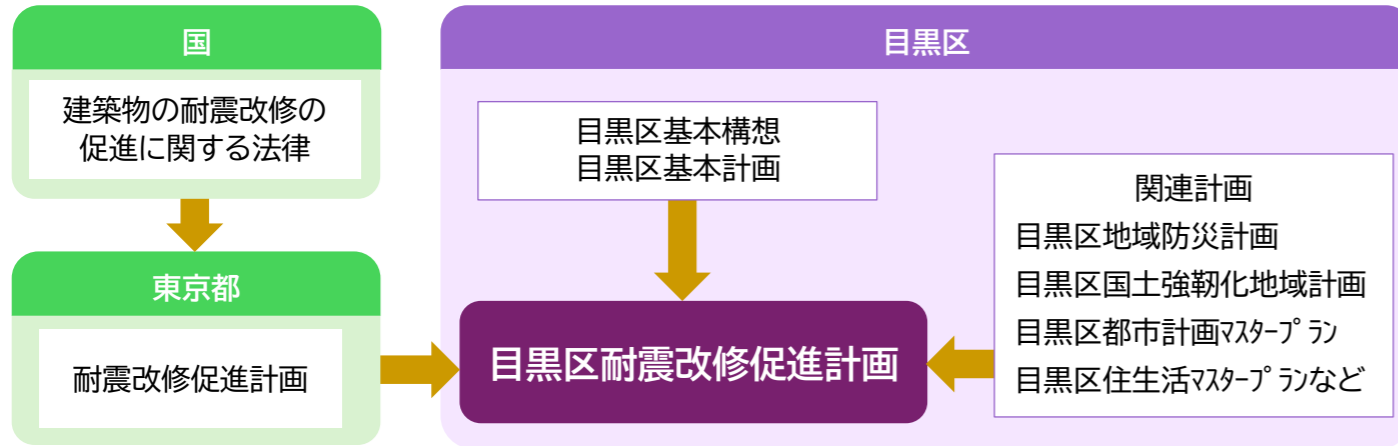 国
建築物の耐震改修の
促進に関する法律
東京都
耐震改修促進計画
目黒区
目黒区基本構想
目黒区基本計画
目黒区耐震改修促進計画
関連計画
目黒区地域防災計画
目黒区国土強靭化地域計画
目黒区都市計画ﾏｽﾀｰﾌﾟﾗﾝ
目黒区住生活ﾏｽﾀｰﾌﾟﾗﾝなど